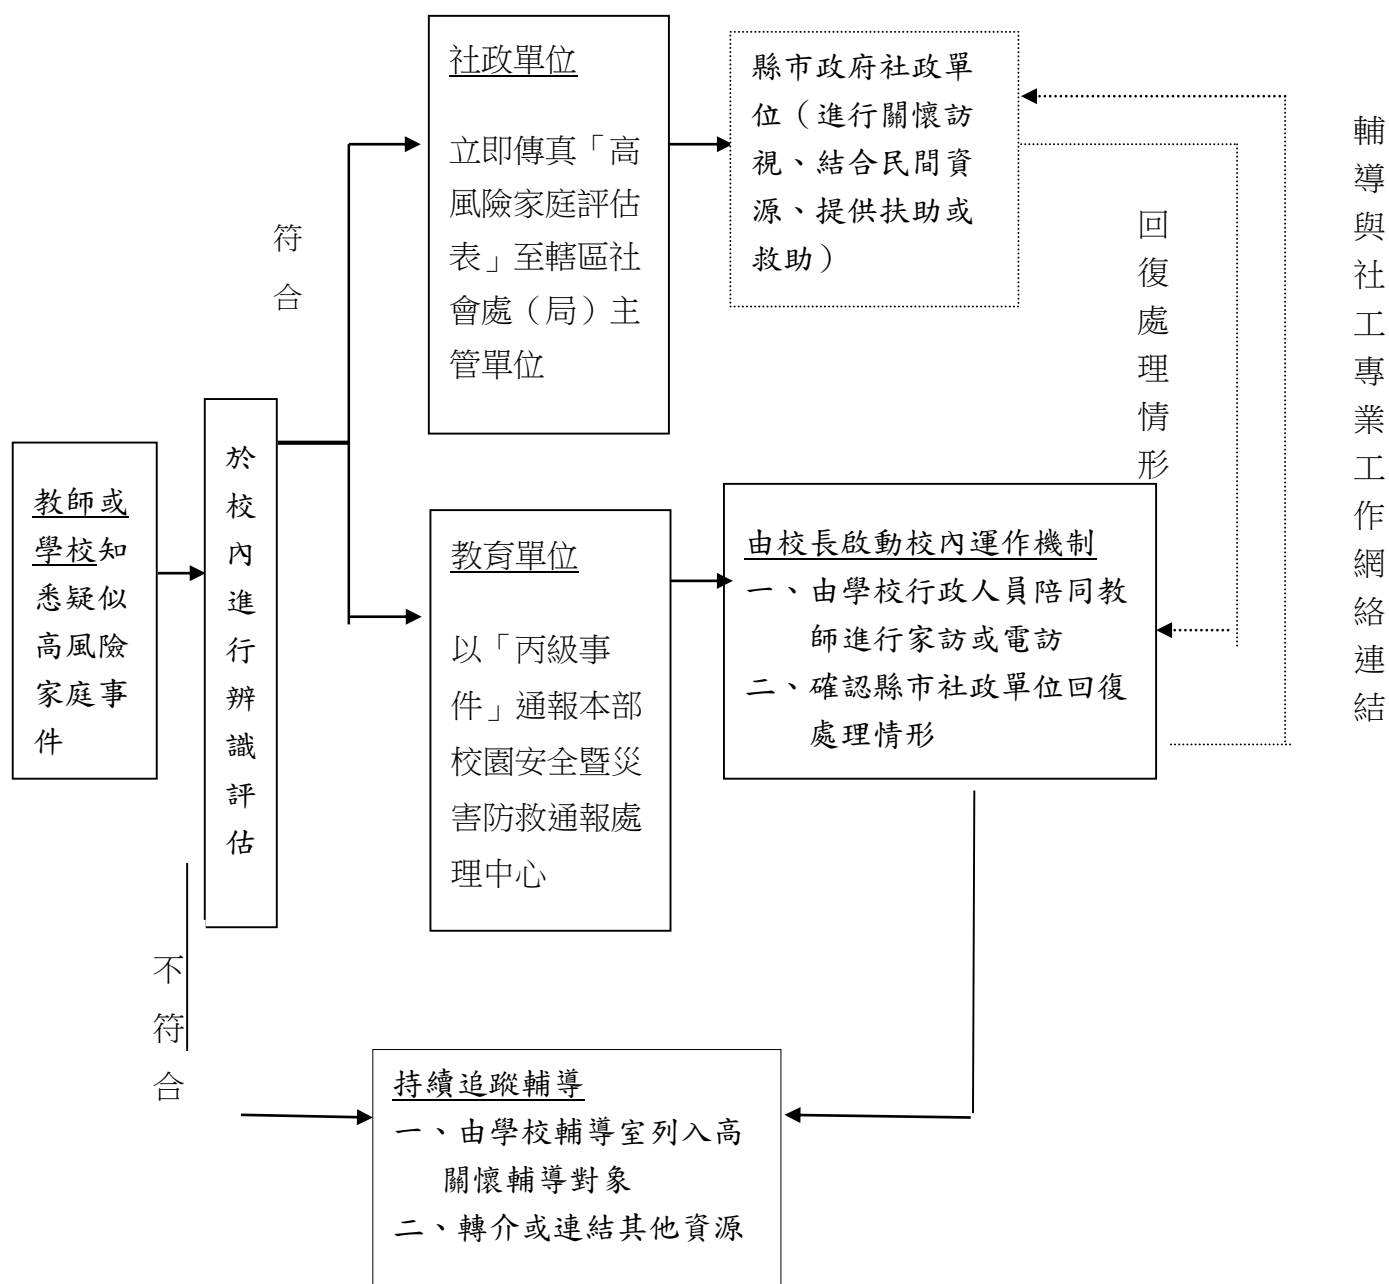 教師或
學校知
悉疑似
高風險
家庭事
件
於校內進行辨識評估
符合
不符合
社政單位
立即傳真「高
風險家庭評估
表」至轄區社
會處（局）主
管單位
縣市政府社政單
位（進行關懷訪
視、結合民間資
源、提供扶助或
救助）
教育單位
以「丙級事
件」通報本部
校園安全暨災
害防救通報處
理中心
由校長啟動校內運作機制
一、由學校行政人員陪同教
師進行家訪或電訪
二、確認縣市社政單位回復
處理情形
回復處理情形
輔導與社工專業工作網絡連結
持續追蹤輔導
一、由學校輔導室列入高
關懷輔導對象
二、轉介或連結其他資源